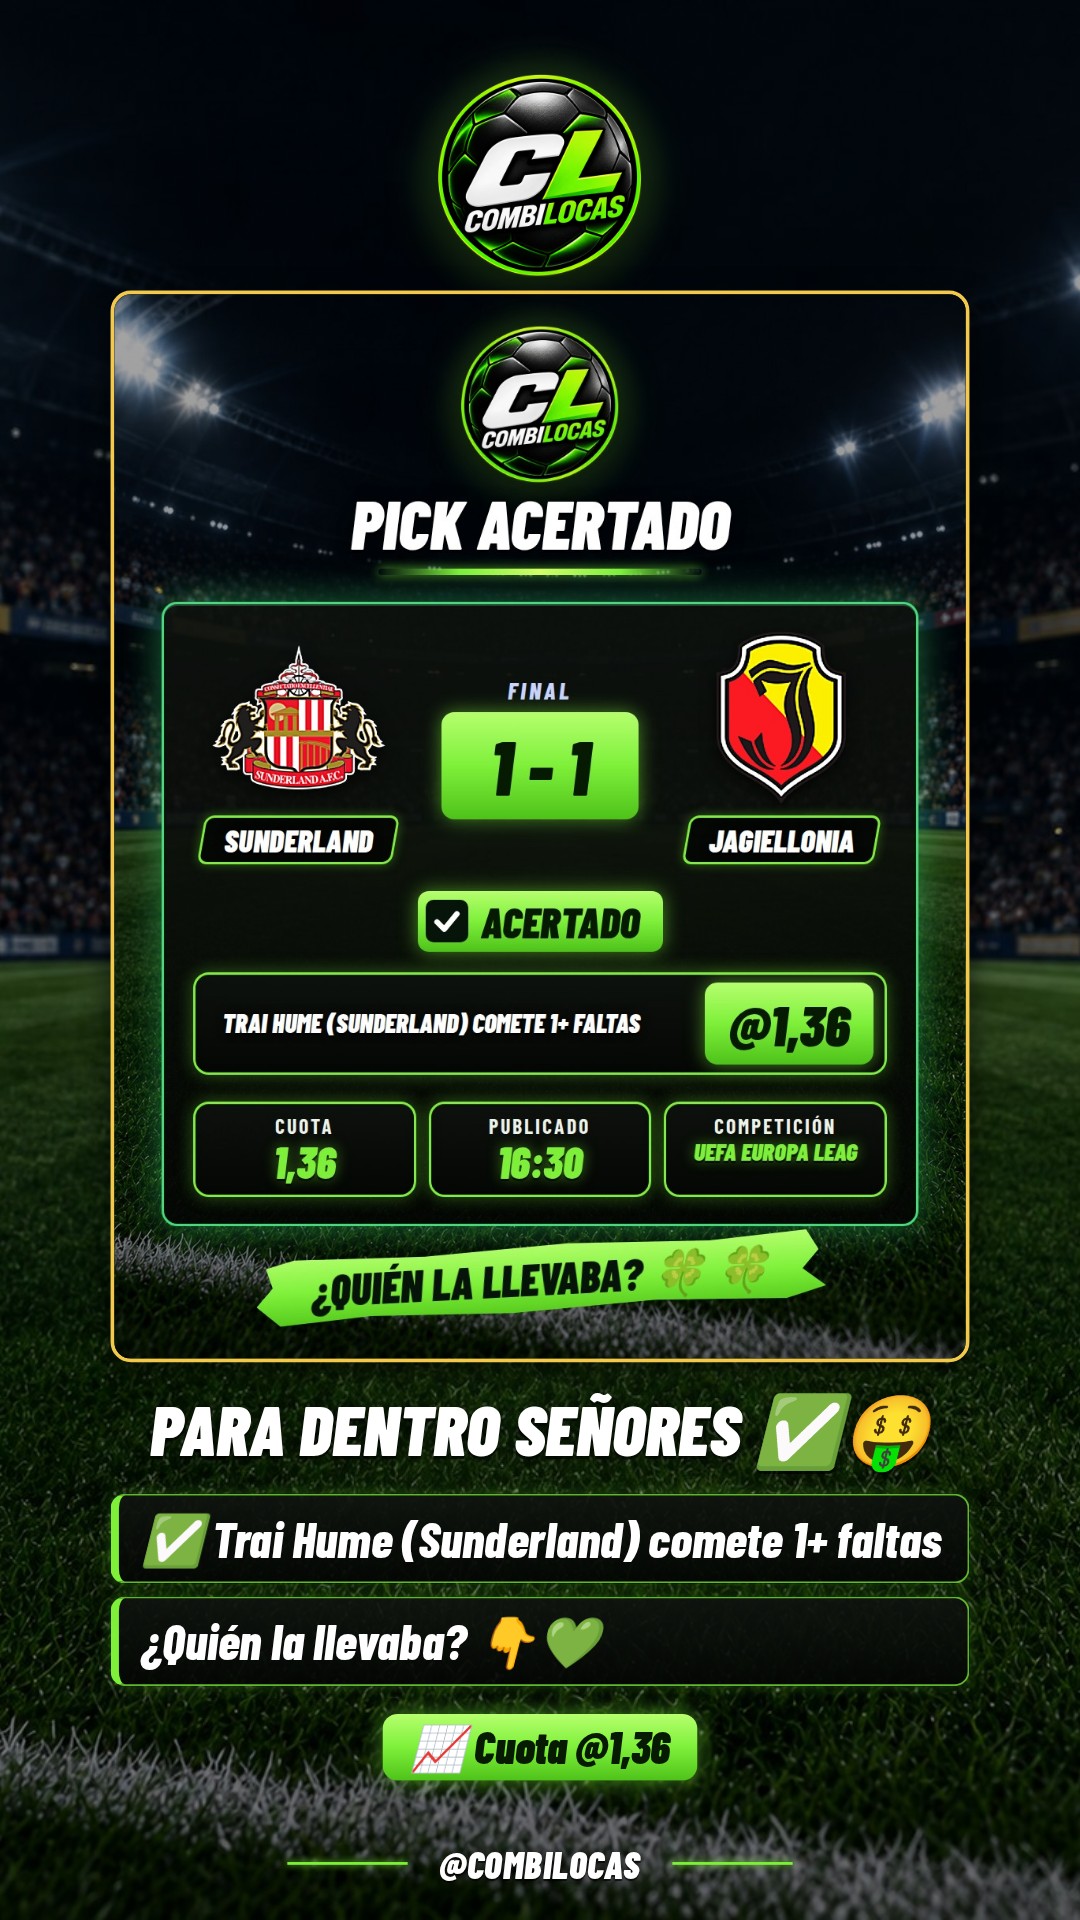 CL
COMBILOCAS
CL
COMBILOCAS
PICK ACERTADO
FINAL
1 - 1
SUNDERLAND A.F.C.
SUNDERLAND
JAGIELLONIA
ACERTADO
TRAI HUME (SUNDERLAND) COMETE 1+ FALTAS
@1,36
CUOTA
1,36
PUBLICADO
16:30
COMPETICIÓN
UEFA EUROPA LEAG
¿QUIÉN LA LLEVABA? 🍀 🍀
PARA DENTRO SEÑORES ✅🤑
✅ Trai Hume (Sunderland) comete 1+ faltas
¿Quién la llevaba? 👇💚
📈 Cuota @1,36
@COMBILOCAS